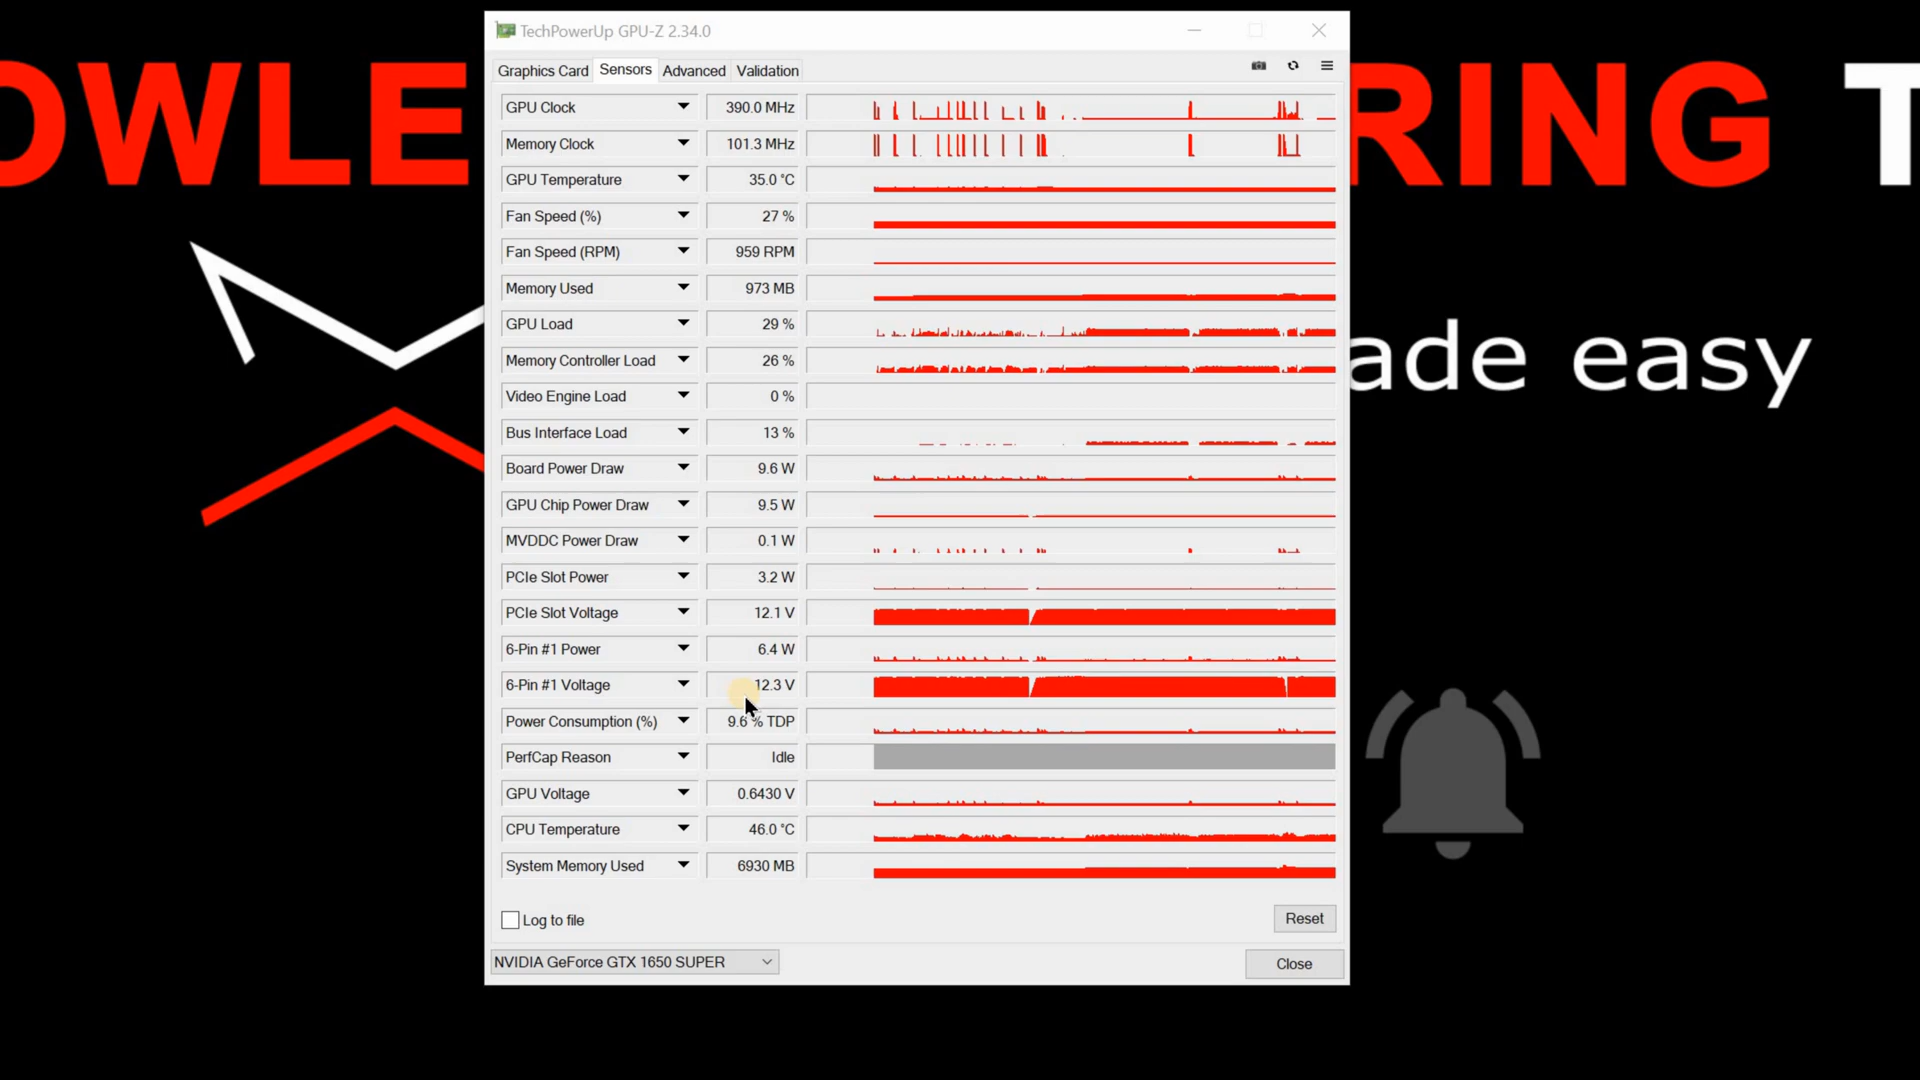 TechPowerUp GPU-Z 2.34.0
Graphics Card Sensors Advanced Validation
GPU Clock 390.0 MHz
Memory Clock 101.3 MHz
GPU Temperature 35.0 °C
Fan Speed (%) 27 %
Fan Speed (RPM) 959 RPM
Memory Used 973 MB
GPU Load 29 %
Memory Controller Load 26 %
Video Engine Load 0 %
Bus Interface Load 13 %
Board Power Draw 9.6 W
GPU Chip Power Draw 9.5 W
MVDDC Power Draw 0.1 W
PCIe Slot Power 3.2 W
PCIe Slot Voltage 12.1 V
6-Pin #1 Power 6.4 W
6-Pin #1 Voltage 12.3 V
Power Consumption (%) 9.6 % TDP
PerfCap Reason Idle
GPU Voltage 0.6430 V
CPU Temperature 46.0 °C
System Memory Used 6930 MB
Log to file Reset
NVIDIA GeForce GTX 1650 SUPER Close
OWLE RING T
ade easy